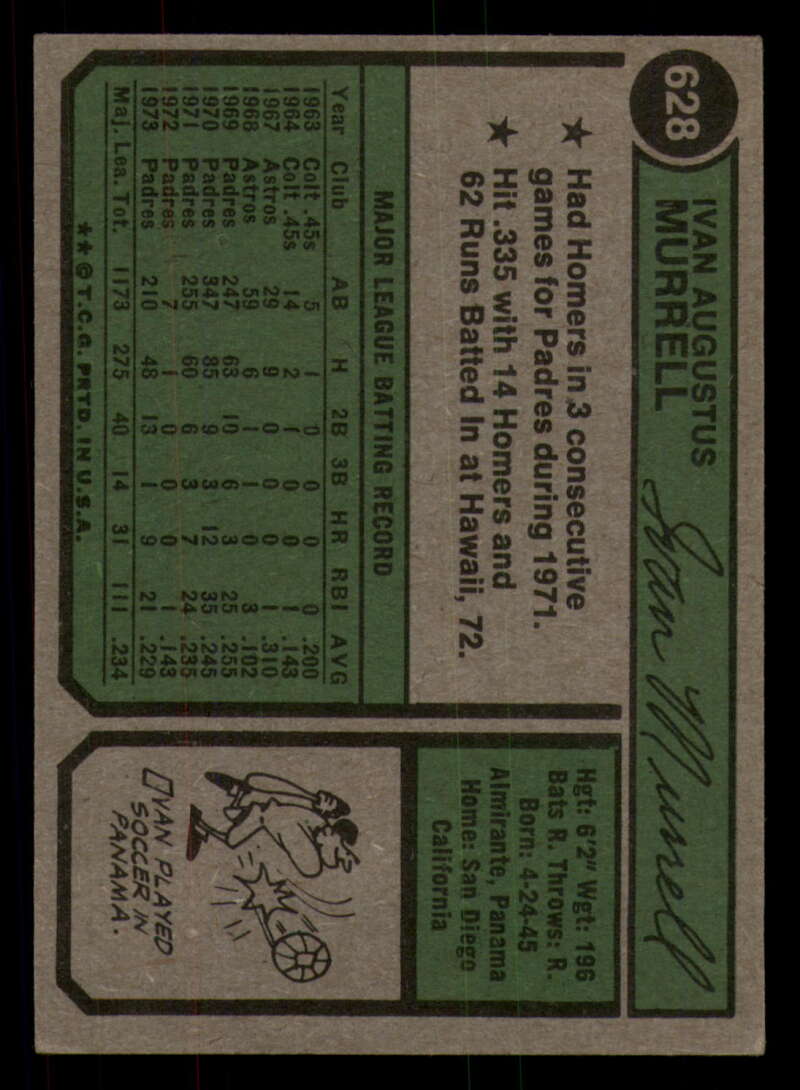 628
IVAN AUGUSTUS
MURRELL
Ivan Murrell
★ Had Homers in 3 consecutive
games for Padres during 1971.
★ Hit .335 with 14 Homers and
62 Runs Batted In at Hawaii, 72.
MAJOR LEAGUE BATTING RECORD
Year Club AB H 2B 3B HR RBI AVG
1963 Colt .45s 5 1 0 0 0 0 .200
1964 Colt .45s 14 2 1 0 0 1 .143
1967 Astros 29 9 0 0 0 1 .310
1968 Astros 59 6 1 1 0 3 .102
1969 Padres 247 63 10 6 3 25 .255
1970 Padres 347 85 9 3 12 35 .245
1971 Padres 255 60 6 3 7 24 .235
1972 Padres 7 1 0 0 0 1 .143
1973 Padres 210 48 13 1 9 21 .229
Maj. Lea. Tot. 1173 275 40 14 31 111 .234
★★©T.C.G. PRTD. IN U.S.A.
Hgt: 6'2" Wgt: 196
Bats R. Throws: R.
Born: 4-24-45
Almirante, Panama
Home: San Diego
California
IVAN PLAYED
SOCCER IN
PANAMA.